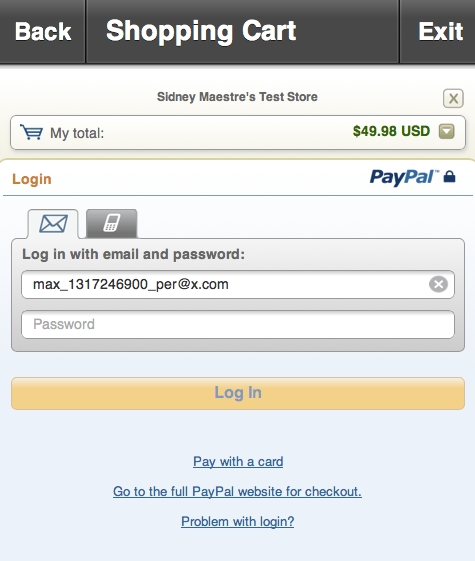 Back Shopping Cart Exit
Sidney Maestre's Test Store X
My total: $49.98 USD
Login PayPal™
Log in with email and password:
max_1317246900_per@x.com
Password
Log In
Pay with a card
Go to the full PayPal website for checkout.
Problem with login?